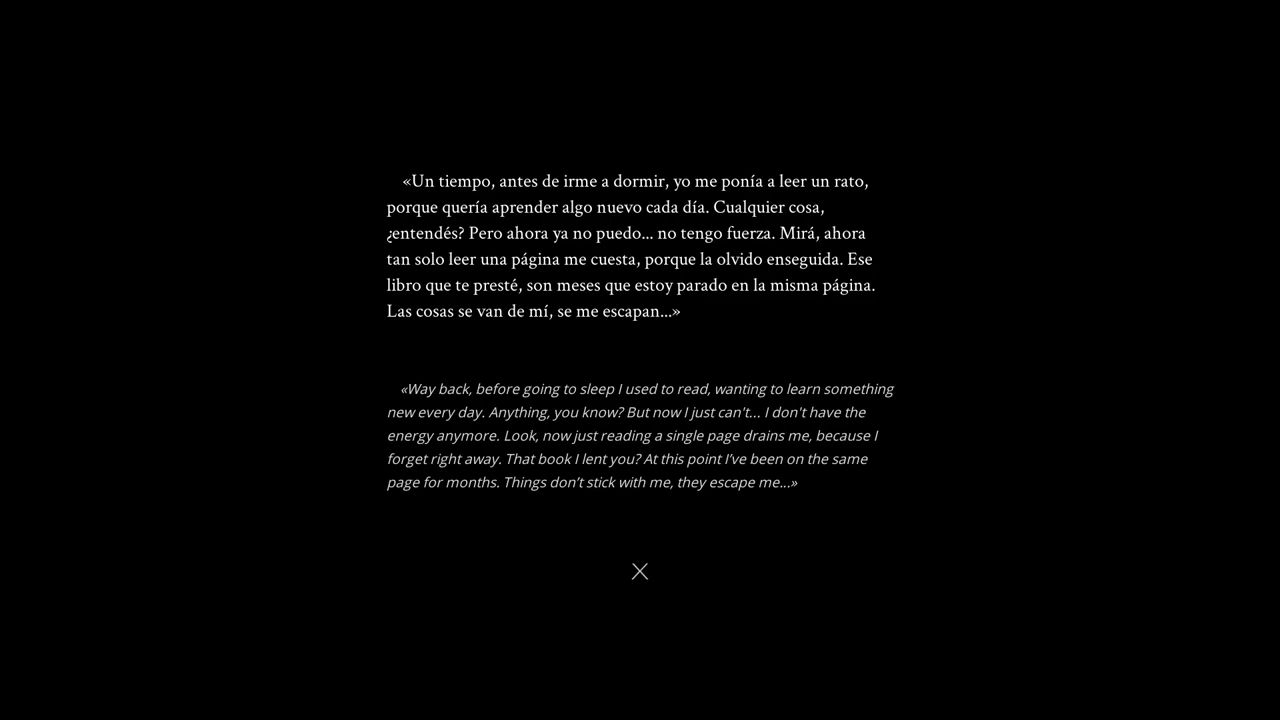 «Un tiempo, antes de irme a dormir, yo me ponía a leer un rato,
porque quería aprender algo nuevo cada día. Cualquier cosa,
¿entendés? Pero ahora ya no puedo... no tengo fuerza. Mirá, ahora
tan solo leer una página me cuesta, porque la olvido enseguida. Ese
libro que te presté, son meses que estoy parado en la misma página.
Las cosas se van de mí, se me escapan...»
«Way back, before going to sleep I used to read, wanting to learn something
new every day. Anything, you know? But now I just can't... I don't have the
energy anymore. Look, now just reading a single page drains me, because I
forget right away. That book I lent you? At this point I’ve been on the same
page for months. Things don’t stick with me, they escape me...»